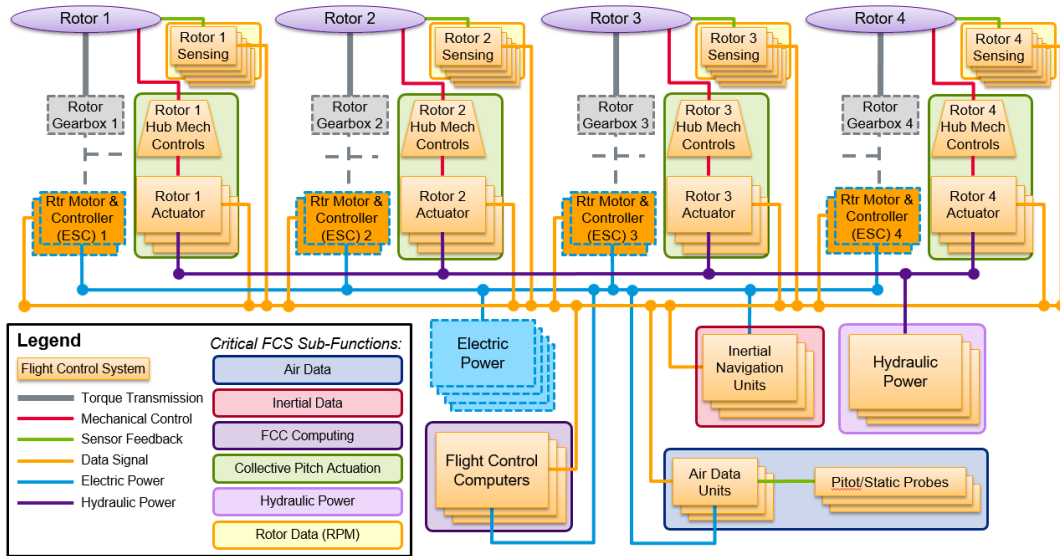 Rotor 1
Rotor 2
Rotor 3
Rotor 4
Rotor 1
Sensing
Rotor 2
Sensing
Rotor 3
Sensing
Rotor 4
Sensing
Rotor
Gearbox 1
Rotor 1
Hub Mech
Controls
Rotor
Gearbox 2
Rotor 2
Hub Mech
Controls
Rotor
Gearbox 3
Rotor 3
Hub Mech
Controls
Rotor
Gearbox 4
Rotor 4
Hub Mech
Controls
Rtr Motor &
Controller
(ESC) 1
Rotor 1
Actuator
Rtr Motor &
Controller
(ESC) 2
Rotor 2
Actuator
Rtr Motor &
Controller
(ESC) 3
Rotor 3
Actuator
Rtr Motor &
Controller
(ESC) 4
Rotor 4
Actuator
Legend
Flight Control System
Torque Transmission
Mechanical Control
Sensor Feedback
Data Signal
Electric Power
Hydraulic Power
Critical FCS Sub-Functions:
Air Data
Inertial Data
FCC Computing
Collective Pitch Actuation
Hydraulic Power
Rotor Data (RPM)
Electric
Power
Inertial
Navigation
Units
Hydraulic
Power
Flight Control
Computers
Air Data
Units
Pitot/Static Probes